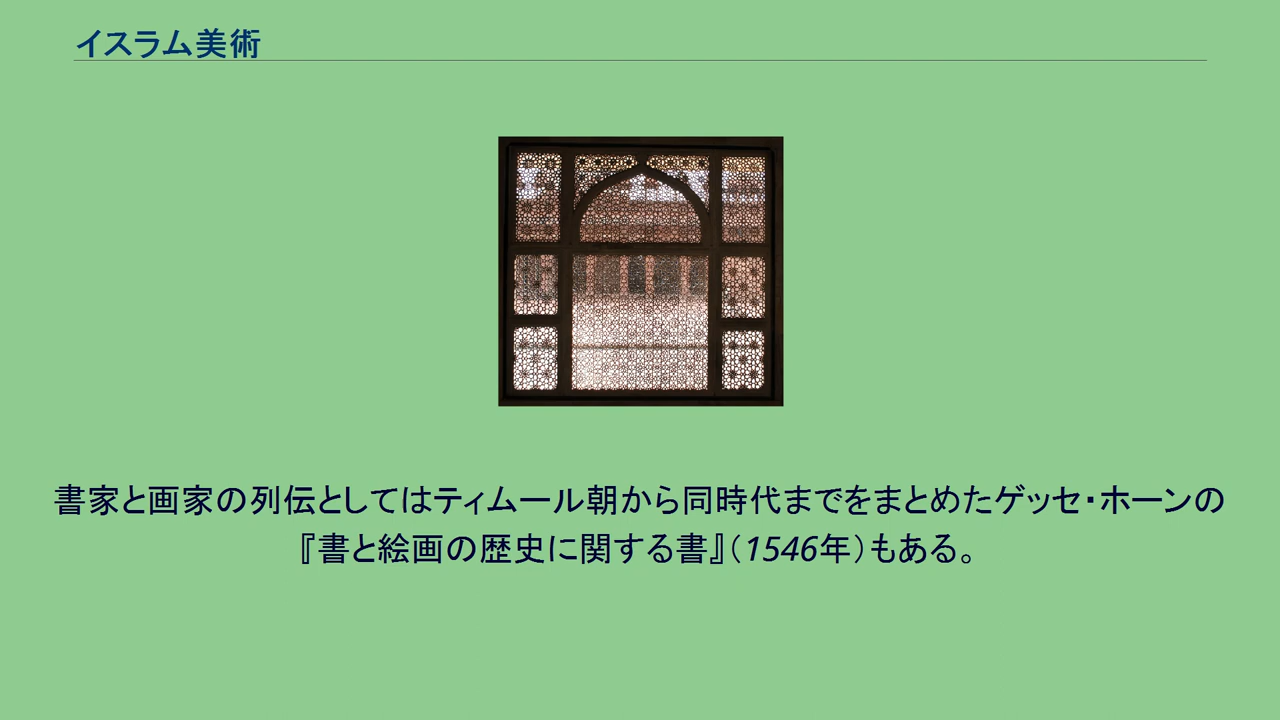 イスラム美術
書家と画家の列伝としてはティムール朝から同時代までをまとめたゲッセ・ホーンの
『書と絵画の歴史に関する書』（1546年）もある。